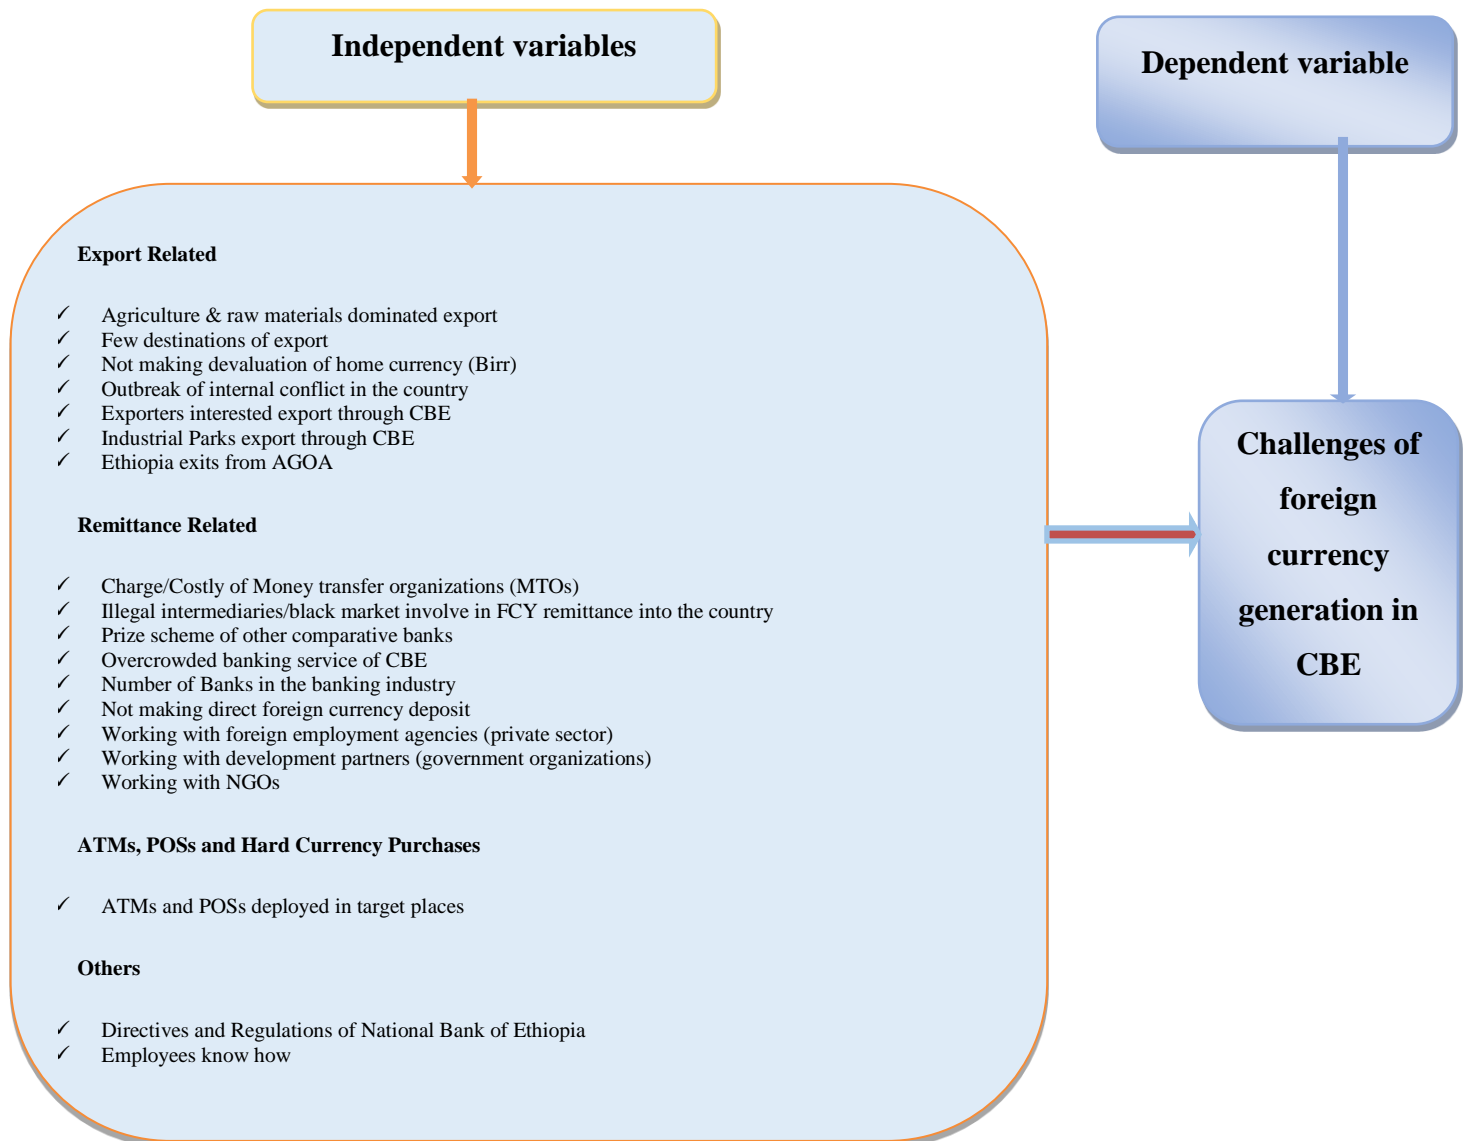 Independent variables
Dependent variable
Export Related
✓ Agriculture & raw materials dominated export
✓ Few destinations of export
✓ Not making devaluation of home currency (Birr)
✓ Outbreak of internal conflict in the country
✓ Exporters interested export through CBE
✓ Industrial Parks export through CBE
✓ Ethiopia exits from AGOA
Remittance Related
✓ Charge/Costly of Money transfer organizations (MTOs)
✓ Illegal intermediaries/black market involve in FCY remittance into the country
✓ Prize scheme of other comparative banks
✓ Overcrowded banking service of CBE
✓ Number of Banks in the banking industry
✓ Not making direct foreign currency deposit
✓ Working with foreign employment agencies (private sector)
✓ Working with development partners (government organizations)
✓ Working with NGOs
ATMs, POSs and Hard Currency Purchases
✓ ATMs and POSs deployed in target places
Others
✓ Directives and Regulations of National Bank of Ethiopia
✓ Employees know how
Challenges of
foreign
currency
generation in
CBE